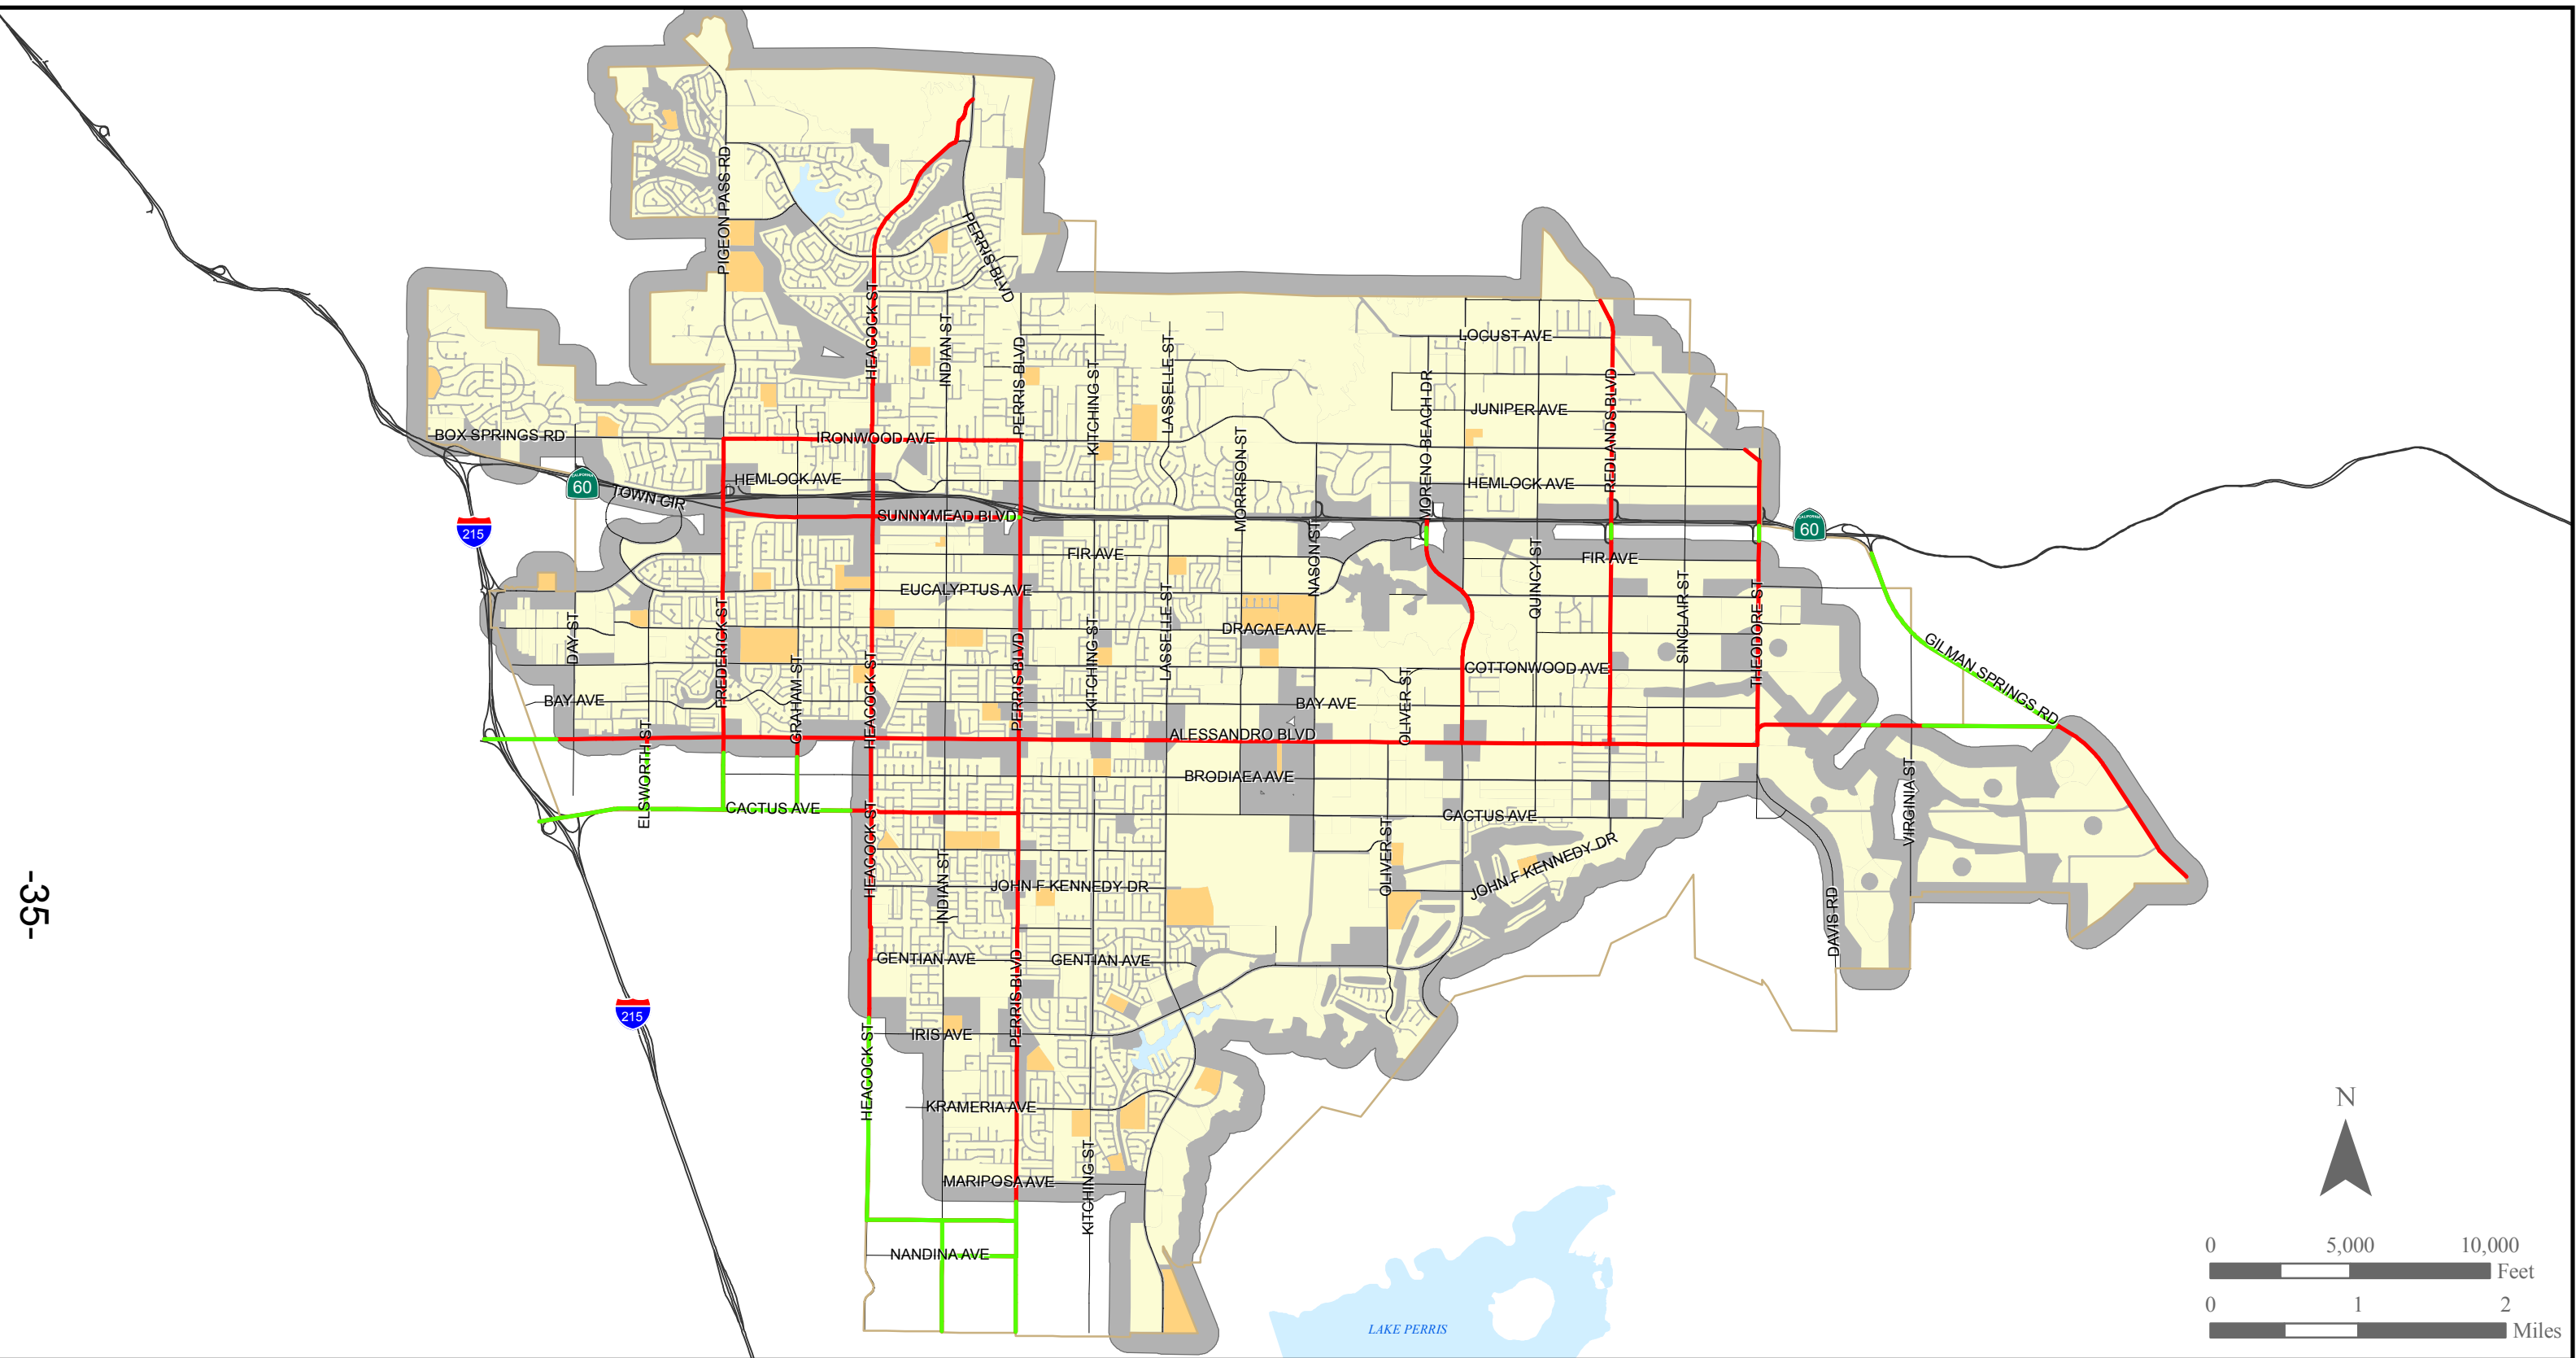 PIGEON PASS RD
PERRIS BLVD
HEACOCK ST
INDIAN ST
PERRIS BLVD
KITCHING ST
LASSELLE ST
LOCUST AVE
MORENO BEACH DR
REDLANDS BLVD
JUNIPER AVE
BOX SPRINGS RD
IRONWOOD AVE
MORRISON ST
CALIFORNIA
60
TOWN CIR
HEMLOCK AVE
HEMLOCK AVE
SUNNYMEAD BLVD
215
CALIFORNIA
60
FIR AVE
NASON ST
QUINCY ST
FIR AVE
EUCALYPTUS AVE
SINCLAIR ST
THEODORE ST
DAY ST
FREDERICK ST
GRAHAM ST
HEACOCK ST
PERRIS BLVD
KITCHING ST
LASSELLE ST
DRACAEA AVE
COTTONWOOD AVE
GILMAN SPRINGS RD
BAY AVE
BAY AVE
OLIVER ST
ELSWORTH ST
ALESSANDRO BLVD
BRODIAEA AVE
VIRGINIA ST
CACTUS AVE
CACTUS AVE
HEACOCK ST
OLIVER ST
JOHN F KENNEDY DR
INDIAN ST
JOHN F KENNEDY DR
DAVIS RD
-35-
GENTIAN AVE
GENTIAN AVE
PERRIS BLVD
215
IRIS AVE
HEACOCK ST
KRAMERIA AVE
KITCHING ST
MARIPOSA AVE
NANDINA AVE
LAKE PERRIS
N
0 5,000 10,000
Feet
0 1 2
Miles